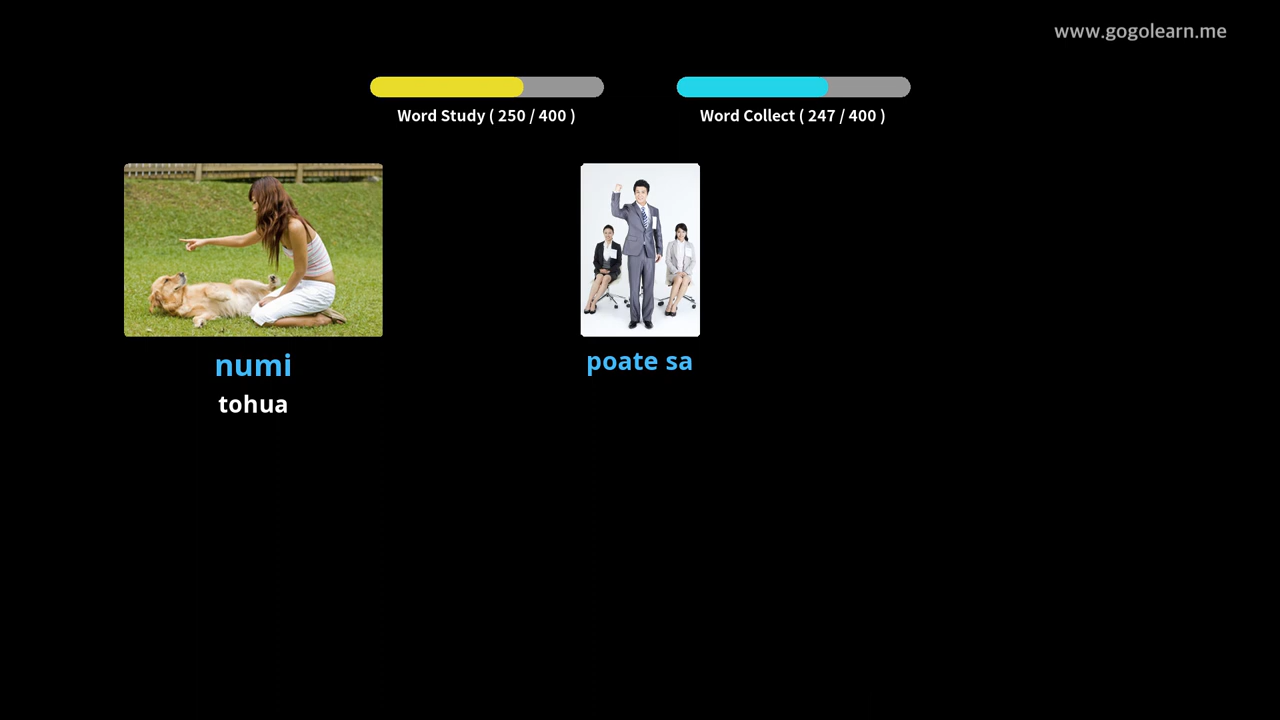 www.gogolearn.me
Word Study ( 250 / 400 )
Word Collect ( 247 / 400 )
numi
poate sa
tohua